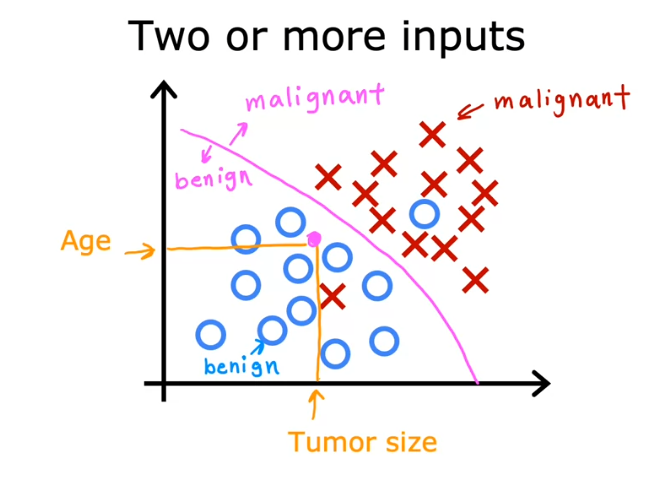 Two or more inputs
malignant
malignant
benign
Age
benign
Tumor size